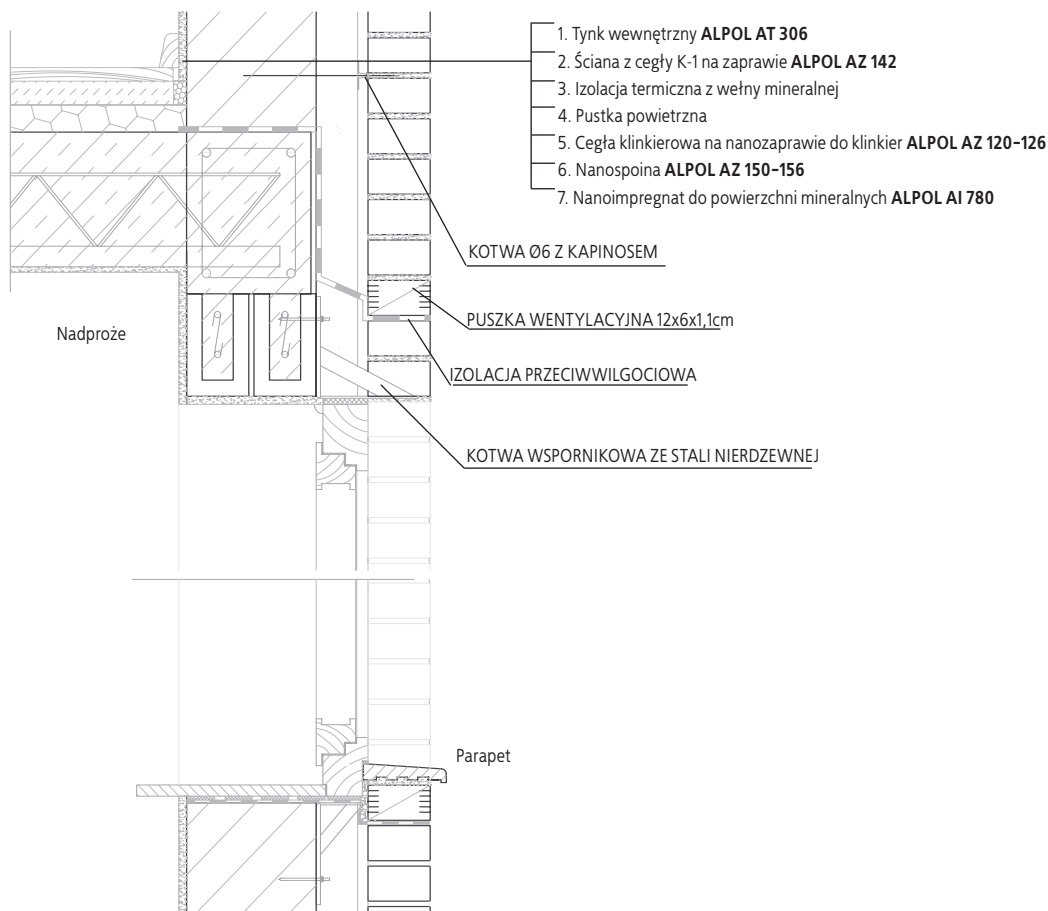 1. Tynk wewnętrzny ALPOL AT 306
2. Ściana z cegły K-1 na zaprawie ALPOL AZ 142
3. Izolacja termiczna z wełny mineralnej
4. Pustka powietrzna
5. Cegła klinkierowa na nanozaprawie do klinkier ALPOL AZ 120-126
6. Nanospoina ALPOL AZ 150-156
7. Nanoimpregnat do powierzchni mineralnych ALPOL AI 780
KOTWA Ø6 Z KAPINOSEM
PUSZKA WENTYLACYJNA 12x6x1,1cm
Nadproże
IZOLACJA PRZECIWWILGOCIOWA
KOTWA WSPORNIKOWA ZE STALI NIERDZEWNEJ
Parapet